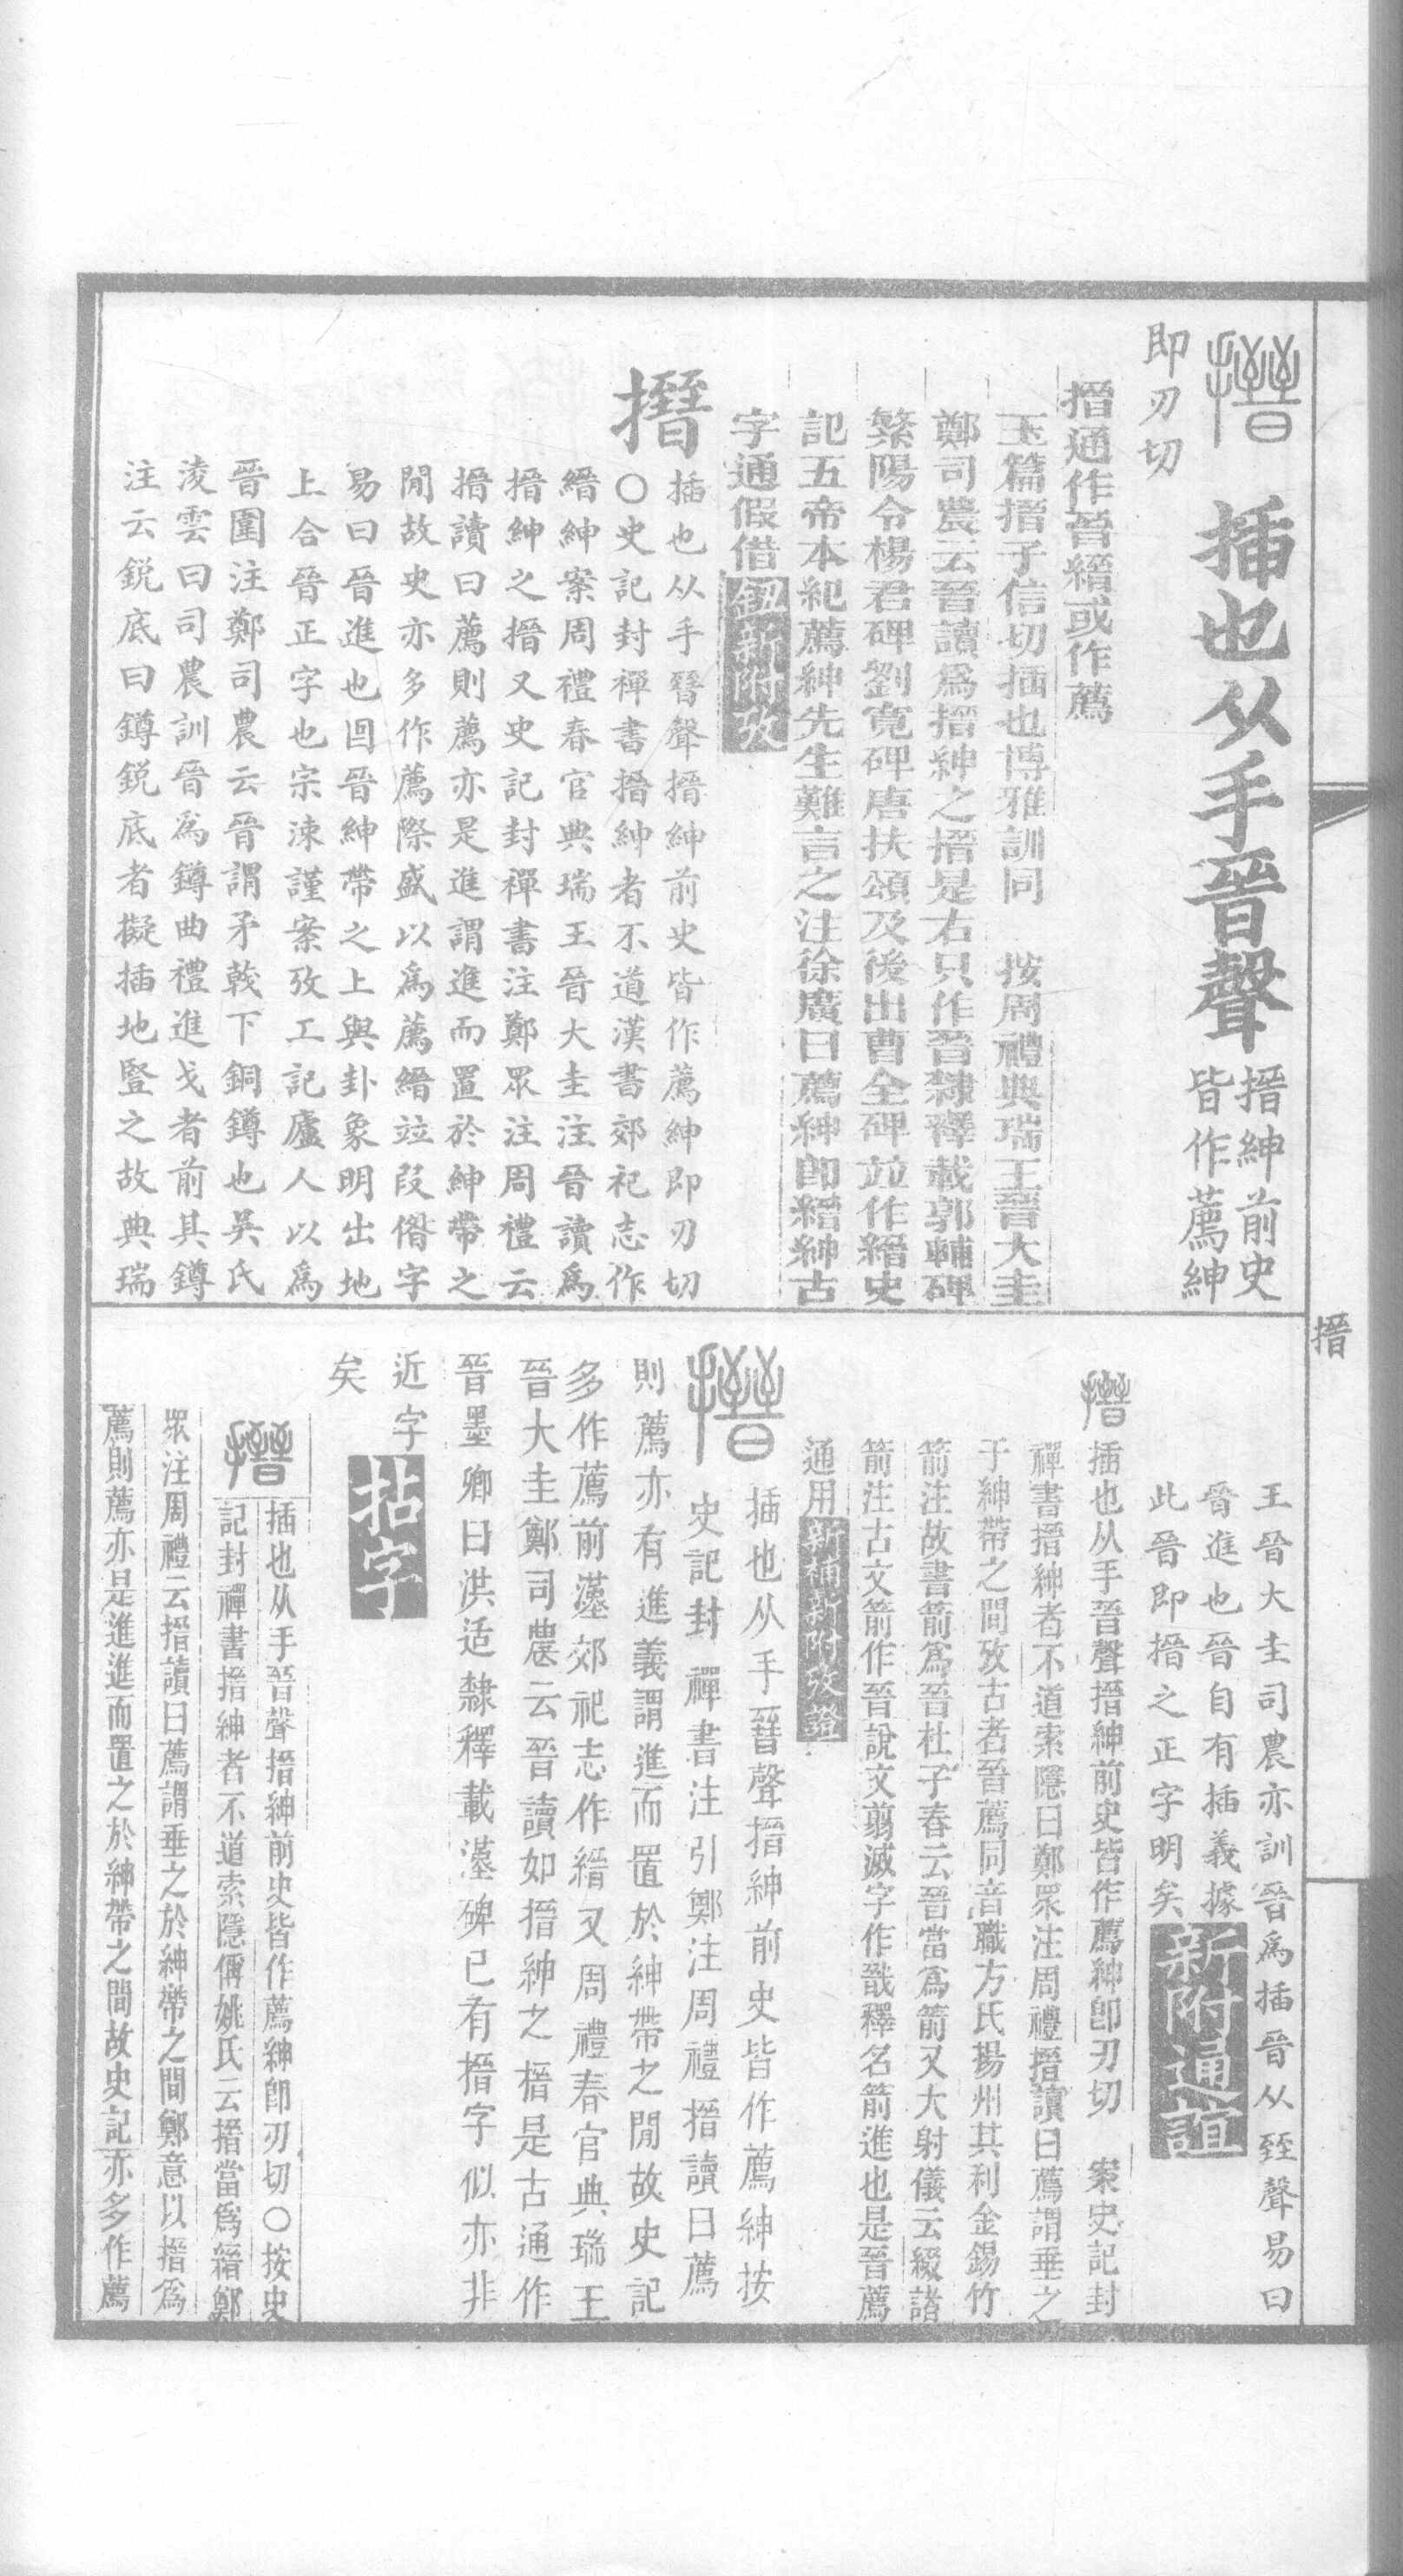 搢 插也从手晉聲搢紳前史
皆作薦紳
即刃切
搢通作晉縉或作薦
玉篇搢子信切插也博雅訓同 按周禮典瑞王晉大圭
鄭司農云晉讀爲搢紳之搢是右只作晉隸釋載郭輔碑
繁陽令楊君碑劉寬碑唐扶頌及後出曹全碑竝作縉史
記五帝本紀薦紳先生難言之注徐廣曰薦紳卽縉紳古
字通假借 鈕新附攷
搢 插也从手晉聲搢紳前史皆作薦紳即刃切
○史記封禪書搢紳者不道漢書郊祀志作
縉紳案周禮春官典瑞王晉大圭注晉讀爲
搢紳之搢又史記封禪書注鄭眾注周禮云
搢讀曰薦則薦亦是進謂進而置於紳帶之
閒故史亦多作薦際盛以爲薦縉竝叚偺字
易曰晉進也囙晉紳帶之上與卦象明出地
上合晉正字也宗涑謹案攷工記廬人以爲
晉圍注鄭司農云晉謂矛戟下銅鐏也吳氏
淩雲曰司農訓晉爲鐏曲禮進戈者前其鐏
注云銳底曰鐏銳底者擬插地豎之故典瑞
搢
王晉大圭司農亦訓晉爲插晉从臸聲易曰
晉進也晉自有插義據
此晉即搢之正字明矣 新附通誼
搢 插也从手晉聲搢紳前史皆作薦紳卽刃切 案史記封
禪書搢紳者不道索隱曰鄭眾注周禮搢讀曰薦謂垂之
于紳帶之間攷古者晉薦同音職方氏揚州其利金錫竹
箭注故書箭爲晉杜子春云晉當爲箭又大射儀云綴諸
箭注古文箭作晉說文翦滅字作戩釋名箭進也是晉薦
通用 新補新附攷證
搢 插也从手晉聲搢紳前史皆作薦紳按
史記封禪書注引鄭注周禮搢讀曰薦
則薦亦有進義謂進而置於紳帶之閒故史記
多作薦前漢郊祀志作縉又周禮春官典瑞王
晉大圭鄭司農云晉讀如搢紳之搢是古通作
晉墨卿曰洪适隸釋載漢碑已有搢字似亦非
近字
矣 拈字
搢 插也从手晉聲搢紳前史皆作薦紳卽刃切○按史
記封禪書搢紳者不道索隱偁姚氏云搢當爲縉鄭
眾注周禮云搢讀曰薦謂垂之於紳帶之間鄭意以搢爲
薦則薦亦是進進而置之於紳帶之間故史記亦多作薦